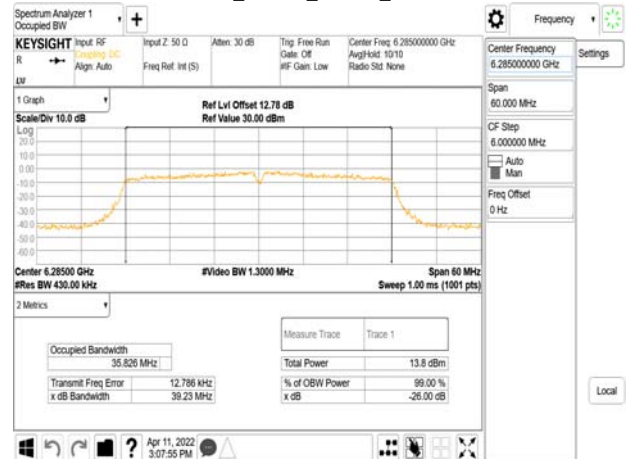 Spectrum Analyzer 1
Occupied BW
Frequency
KEYSIGHT
R
LU
Input: RF
Coupling: DC
Align: Auto
Input Z: 50 Ω
Freq Ref: Int (S)
Atten: 30 dB
Trig: Free Run
Gate: Off
#IF Gain: Low
Center Freq: 6.285000000 GHz
Avg|Hold: 10/10
Radio Std: None
Center Frequency
6.285000000 GHz
Settings
Span
60.000 MHz
CF Step
6.000000 MHz
Auto
Man
Freq Offset
0 Hz
Local
1 Graph
Scale/Div 10.0 dB
Ref Lvl Offset 12.78 dB
Ref Value 30.00 dBm
Log
20.0
10.0
0.00
-10.0
-20.0
-30.0
-40.0
-50.0
-60.0
Center 6.28500 GHz
#Res BW 430.00 kHz
#Video BW 1.3000 MHz
Span 60 MHz
Sweep 1.00 ms (1001 pts)
2 Metrics
Measure Trace Trace 1
Occupied Bandwidth
35.826 MHz
Total Power 13.8 dBm
Transmit Freq Error 12.786 kHz
% of OBW Power 99.00 %
x dB Bandwidth 39.23 MHz
x dB -26.00 dB
?
Apr 11, 2022
3:07:55 PM